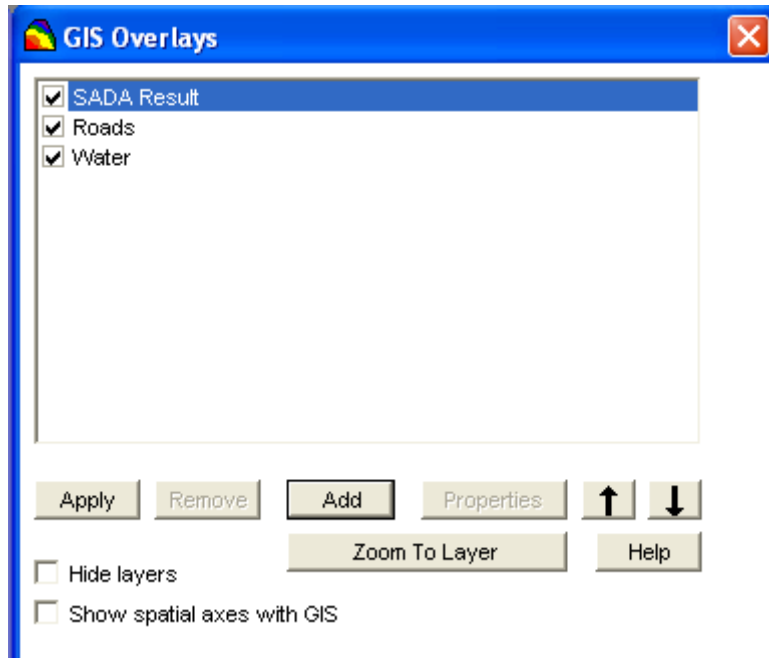 GIS Overlays
SADA Result
Roads
Water
Apply Remove Add Properties
Zoom To Layer Help
Hide layers
Show spatial axes with GIS